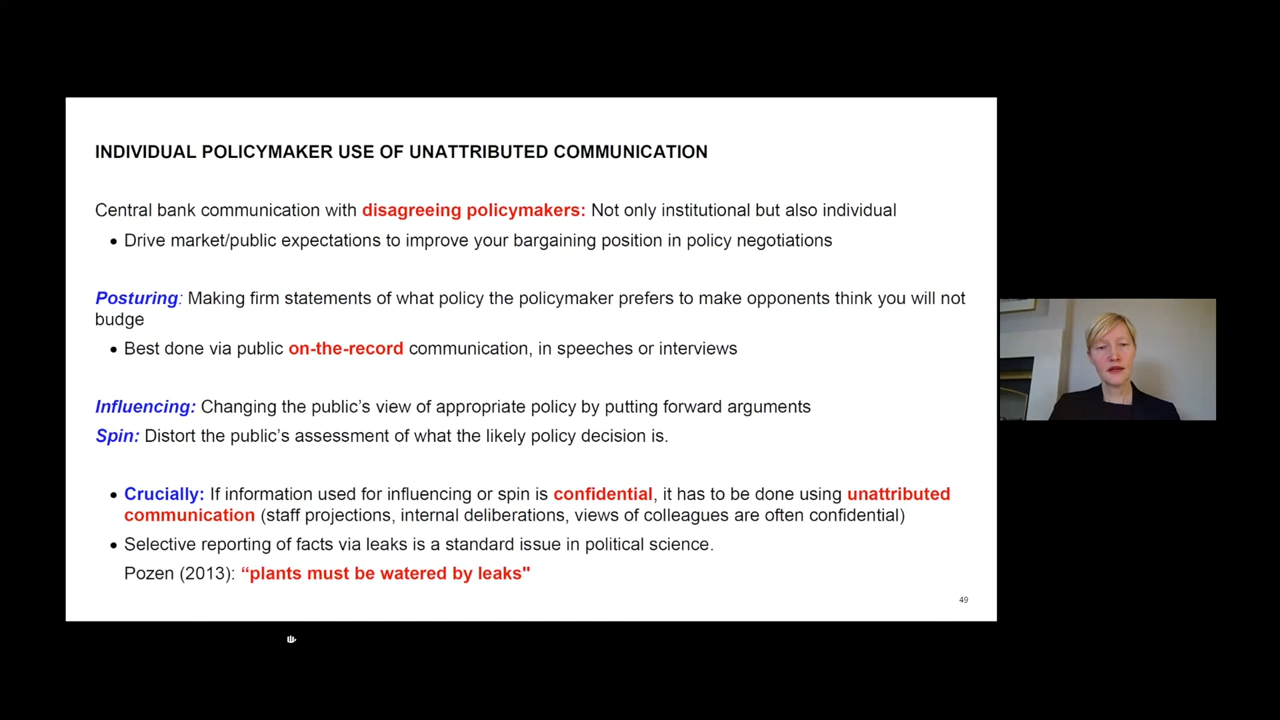 INDIVIDUAL POLICYMAKER USE OF UNATTRIBUTED COMMUNICATION
Central bank communication with disagreeing policymakers: Not only institutional but also individual
• Drive market/public expectations to improve your bargaining position in policy negotiations
Posturing: Making firm statements of what policy the policymaker prefers to make opponents think you will not
budge
• Best done via public on-the-record communication, in speeches or interviews
Influencing: Changing the public's view of appropriate policy by putting forward arguments
Spin: Distort the public's assessment of what the likely policy decision is.
• Crucially: If information used for influencing or spin is confidential, it has to be done using unattributed
communication (staff projections, internal deliberations, views of colleagues are often confidential)
• Selective reporting of facts via leaks is a standard issue in political science.
Pozen (2013): “plants must be watered by leaks"
49